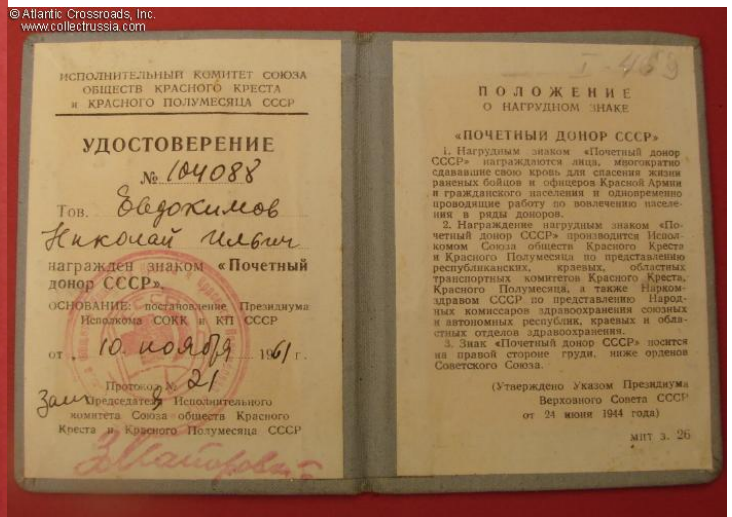 © Atlantic Crossroads, Inc.
www.collectrussia.com
ИСПОЛНИТЕЛЬНЫЙ КОМИТЕТ СОЮЗА
ОБЩЕСТВ КРАСНОГО КРЕСТА
и КРАСНОГО ПОЛУМЕСЯЦА СССР
УДОСТОВЕРЕНИЕ
№ 104088
Тов. Евдокимов
Николай Ильич
награжден знаком «Почетный
донор СССР».
ОСНОВАНИЕ: постановление Президиума
Исполкома СОКК и КП СССР
от 10 ноября 1961 г.
Протокол № 21
Зам Председателя Исполнительного
комитета Союза обществ Красного
Креста и Красного Полумесяца СССР
I-459
ПОЛОЖЕНИЕ
О НАГРУДНОМ ЗНАКЕ
«ПОЧЕТНЫЙ ДОНОР СССР»
1. Нагрудным знаком «Почетный донор
СССР» награждаются лица, многократно
сдававшие свою кровь для спасения жизни
раненых бойцов и офицеров Красной Армии
и гражданского населения и одновременно
проводящие работу по вовлечению населе-
ния в ряды доноров.
2. Награждение нагрудным знаком «По-
четный донор СССР» производится Испол-
комом Союза обществ Красного Креста
и Красного Полумесяца по представлению
республиканских, краевых, областных
транспортных комитетов Красного Креста,
Красного Полумесяца, а также Нарком-
здравом СССР по представлению Народ-
ных комиссаров здравоохранения союзных
и автономных республик, краевых и обла-
стных отделов здравоохранения.
3. Знак «Почетный донор СССР» носится
на правой стороне груди, ниже орденов
Советского Союза.
(Утверждено Указом Президиума
Верховного Совета СССР
от 24 июня 1944 года)
МИТ з. 26